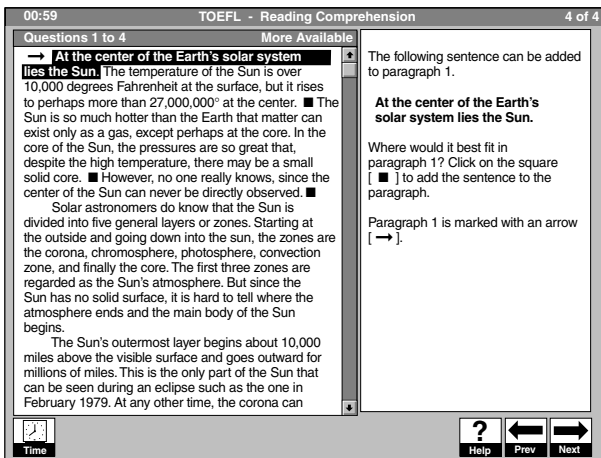 00:59 TOEFL - Reading Comprehension 4 of 4
Questions 1 to 4 More Available
→ At the center of the Earth's solar system
lies the Sun. The temperature of the Sun is over
10,000 degrees Fahrenheit at the surface, but it rises
to perhaps more than 27,000,000° at the center. ■ The
Sun is so much hotter than the Earth that matter can
exist only as a gas, except perhaps at the core. In the
core of the Sun, the pressures are so great that,
despite the high temperature, there may be a small
solid core. ■ However, no one really knows, since the
center of the Sun can never be directly observed. ■
Solar astronomers do know that the Sun is
divided into five general layers or zones. Starting at
the outside and going down into the sun, the zones are
the corona, chromosphere, photosphere, convection
zone, and finally the core. The first three zones are
regarded as the Sun's atmosphere. But since the
Sun has no solid surface, it is hard to tell where the
atmosphere ends and the main body of the Sun
begins.
The Sun's outermost layer begins about 10,000
miles above the visible surface and goes outward for
millions of miles. This is the only part of the Sun that
can be seen during an eclipse such as the one in
February 1979. At any other time, the corona can
The following sentence can be added
to paragraph 1.
At the center of the Earth's
solar system lies the Sun.
Where would it best fit in
paragraph 1? Click on the square
[ ■ ] to add the sentence to the
paragraph.
Paragraph 1 is marked with an arrow
[ → ].
Time
? Help Prev Next